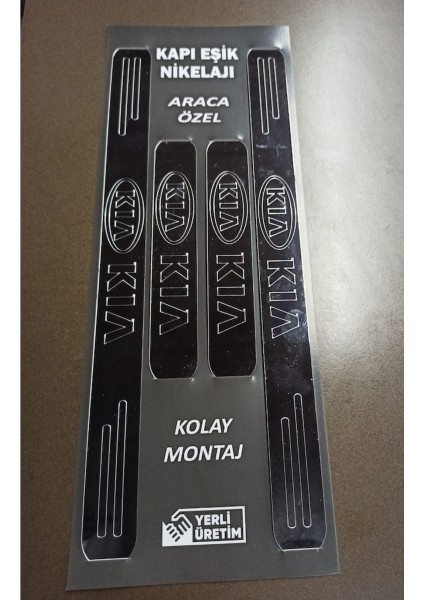 KAPI EŞİK
NİKELAJI
ARACA
ÖZEL
KIA
KIA
KIA
KIA
KIA
KIA
KIA
KIA
KOLAY
MONTAJ
YERLİ
ÜRETİM